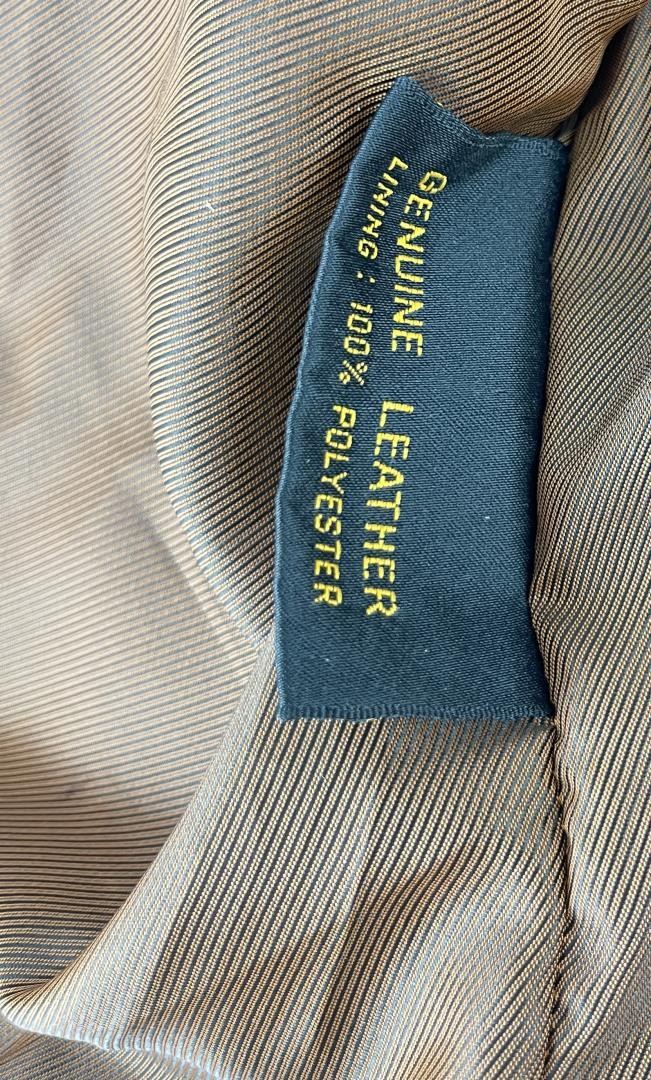 GENUINE LEATHER
LINING : 100% POLYESTER